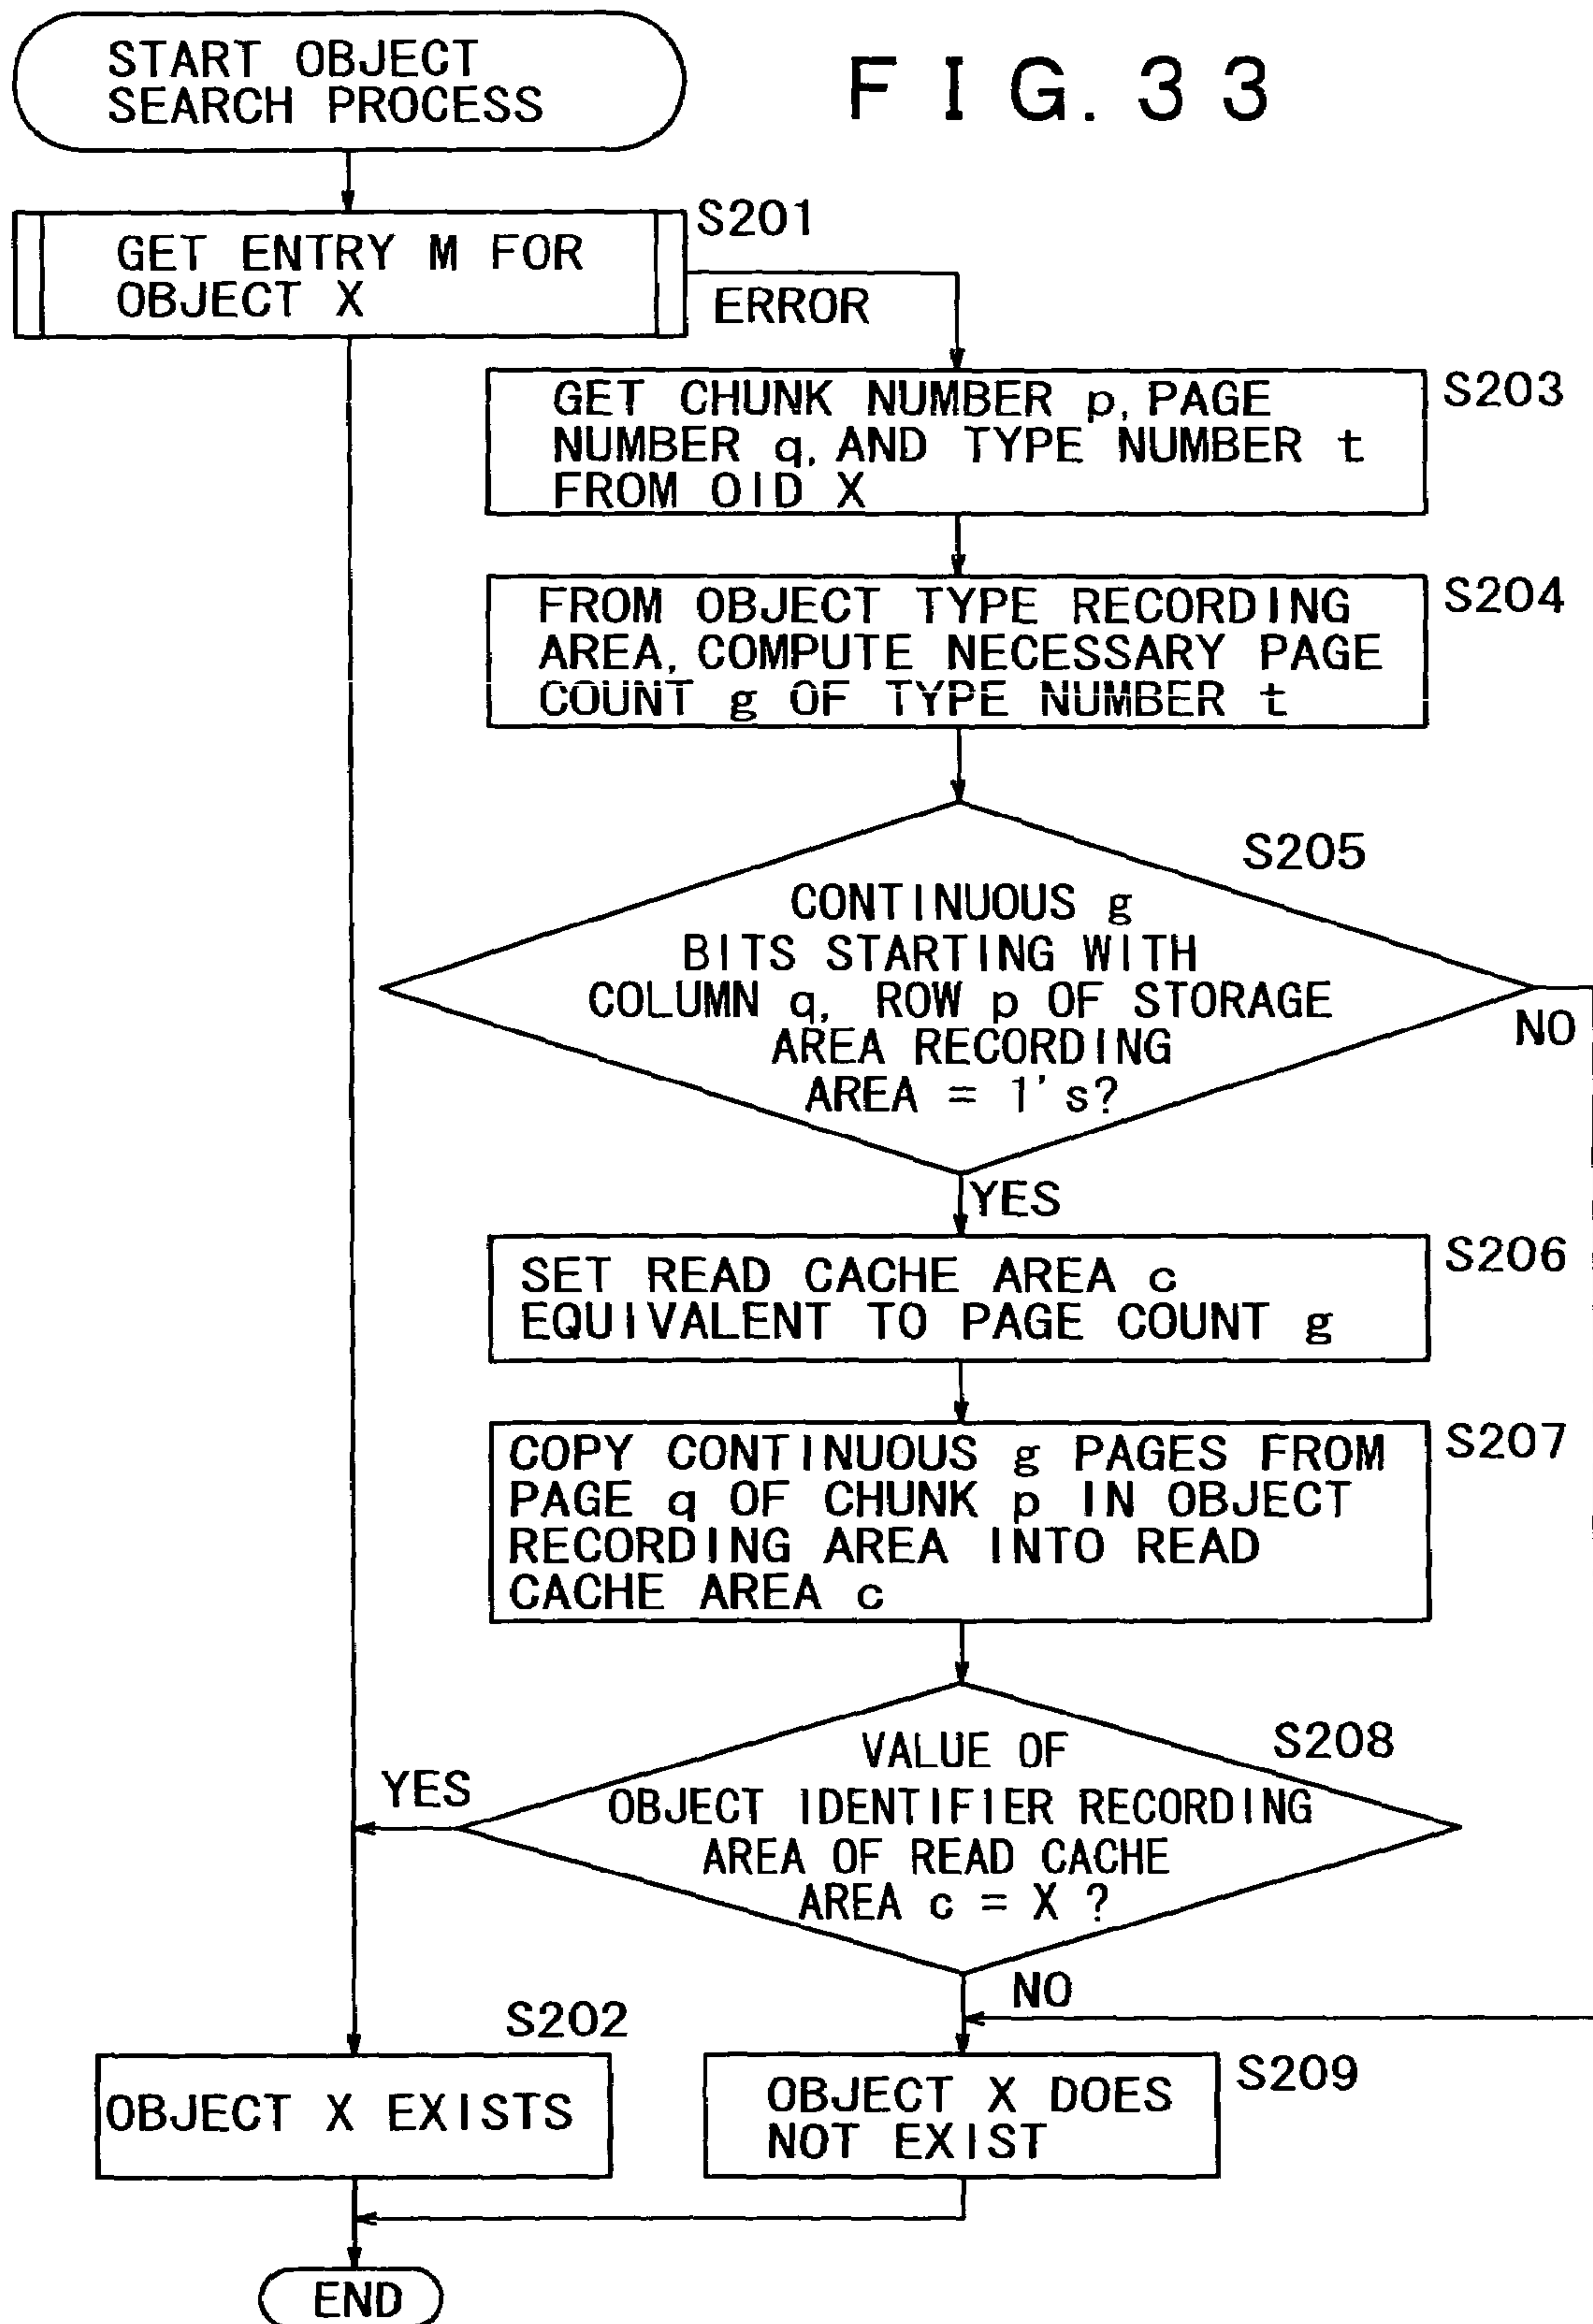 START OBJECT
SEARCH PROCESS
FIG. 33
S201
GET ENTRY M FOR
OBJECT X
ERROR
S203
GET CHUNK NUMBER p, PAGE
NUMBER q, AND TYPE NUMBER t
FROM OID X
S204
FROM OBJECT TYPE RECORDING
AREA, COMPUTE NECESSARY PAGE
COUNT g OF TYPE NUMBER t
S205
CONTINUOUS g
BITS STARTING WITH
COLUMN q, ROW p OF STORAGE
AREA RECORDING
AREA = 1's?
NO
YES
S206
SET READ CACHE AREA c
EQUIVALENT TO PAGE COUNT g
S207
COPY CONTINUOUS g PAGES FROM
PAGE q OF CHUNK p IN OBJECT
RECORDING AREA INTO READ
CACHE AREA c
S208
VALUE OF
OBJECT IDENTIFIER RECORDING
AREA OF READ CACHE
AREA c = X ?
YES
NO
S202
OBJECT X EXISTS
S209
OBJECT X DOES
NOT EXIST
END